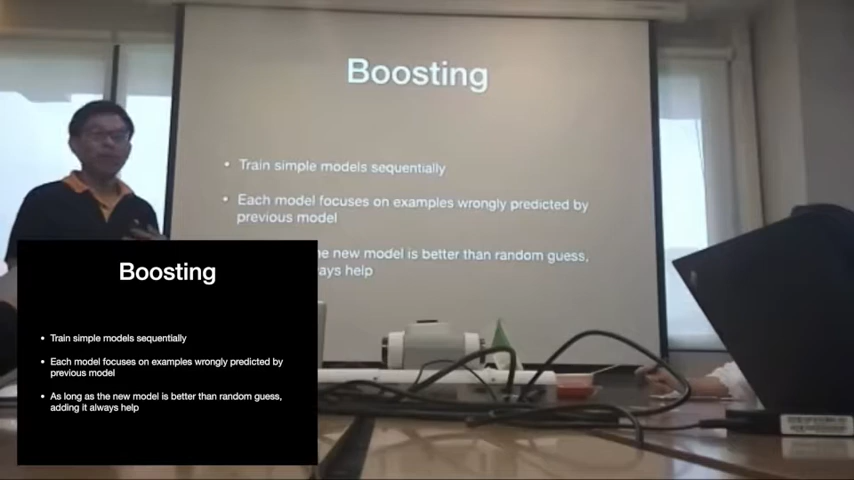 Boosting
• Train simple models sequentially
• Each model focuses on examples wrongly predicted by
previous model
the new model is better than random guess,
always help
Boosting
• Train simple models sequentially
• Each model focuses on examples wrongly predicted by
previous model
• As long as the new model is better than random guess,
adding it always help